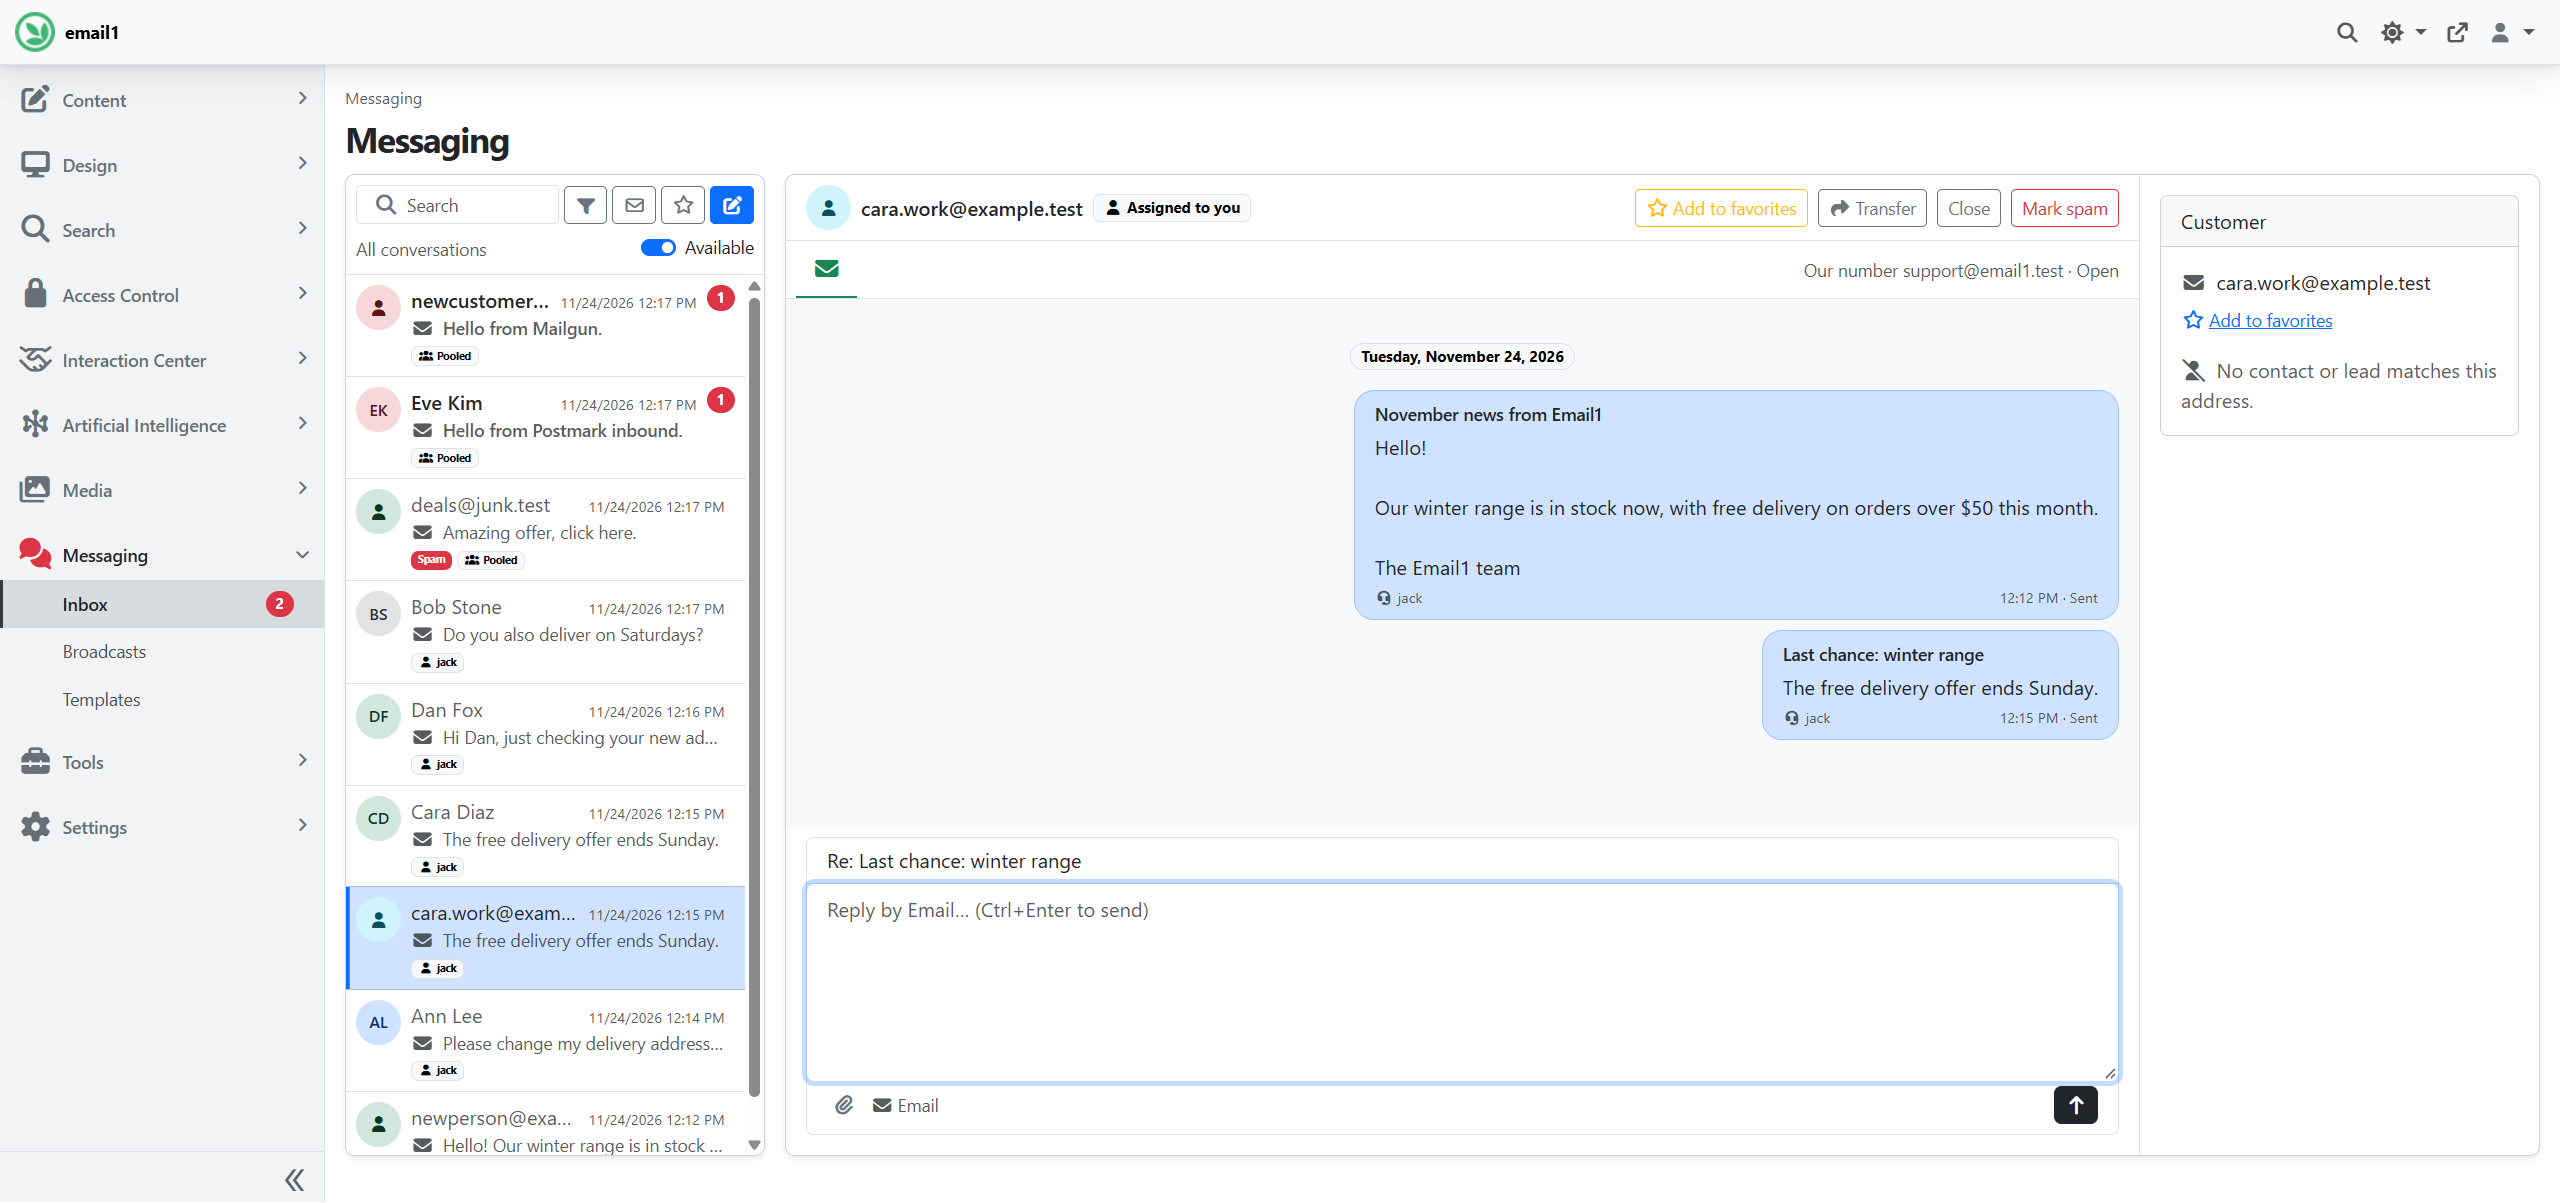 email1
Content
Design
Search
Access Control
Interaction Center
Artificial Intelligence
Media
Messaging
Inbox 2
Broadcasts
Templates
Tools
Settings
Messaging
Messaging
Search
All conversations Available
newcustomer... 11/24/2026 12:17 PM 1
Hello from Mailgun.
Pooled
EK Eve Kim 11/24/2026 12:17 PM 1
Hello from Postmark inbound.
Pooled
deals@junk.test 11/24/2026 12:17 PM
Amazing offer, click here.
Spam Pooled
BS Bob Stone 11/24/2026 12:17 PM
Do you also deliver on Saturdays?
jack
DF Dan Fox 11/24/2026 12:16 PM
Hi Dan, just checking your new ad...
jack
CD Cara Diaz 11/24/2026 12:15 PM
The free delivery offer ends Sunday.
jack
cara.work@exam... 11/24/2026 12:15 PM
The free delivery offer ends Sunday.
jack
AL Ann Lee 11/24/2026 12:14 PM
Please change my delivery address...
jack
newperson@exa... 11/24/2026 12:12 PM
Hello! Our winter range is in stock ...
cara.work@example.test Assigned to you Add to favorites Transfer Close Mark spam
Our number support@email1.test · Open
Tuesday, November 24, 2026
November news from Email1
Hello!
Our winter range is in stock now, with free delivery on orders over $50 this month.
The Email1 team
jack 12:12 PM · Sent
Last chance: winter range
The free delivery offer ends Sunday.
jack 12:15 PM · Sent
Re: Last chance: winter range
Reply by Email... (Ctrl+Enter to send)
Email
Customer
cara.work@example.test
Add to favorites
No contact or lead matches this
address.